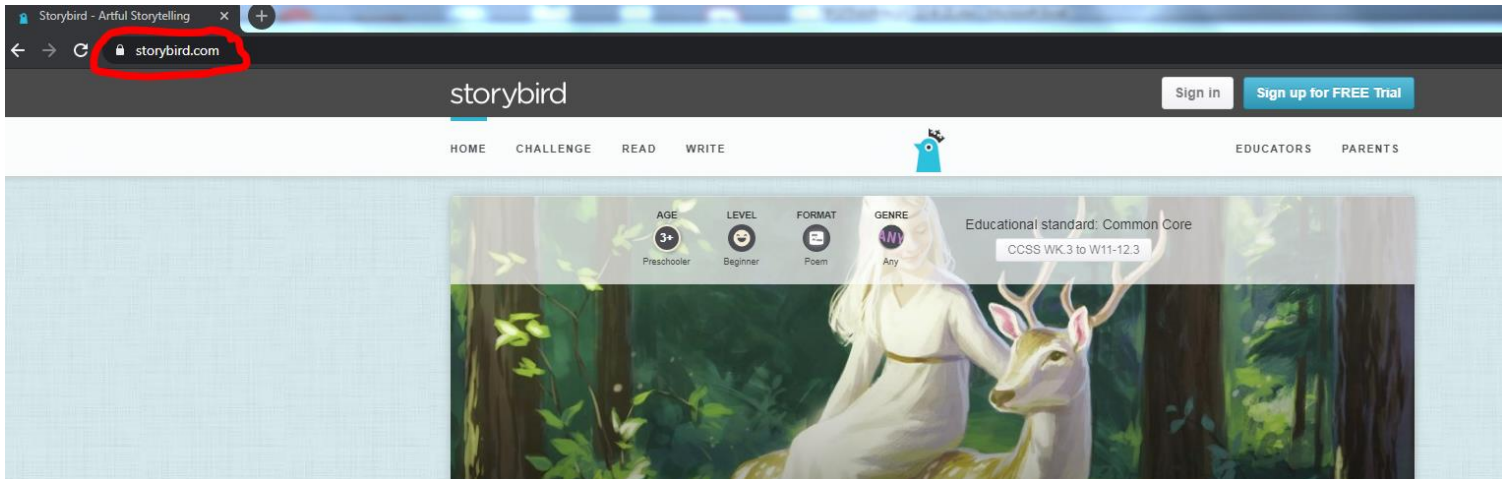 Storybird - Artful Storytelling
storybird.com
storybird
Sign in
Sign up for FREE Trial
HOME CHALLENGE READ WRITE
EDUCATORS PARENTS
AGE LEVEL FORMAT GENRE
3+ ANY
Preschooler Beginner Poem Any
Educational standard: Common Core
CCSS WK.3 to W11-12.3